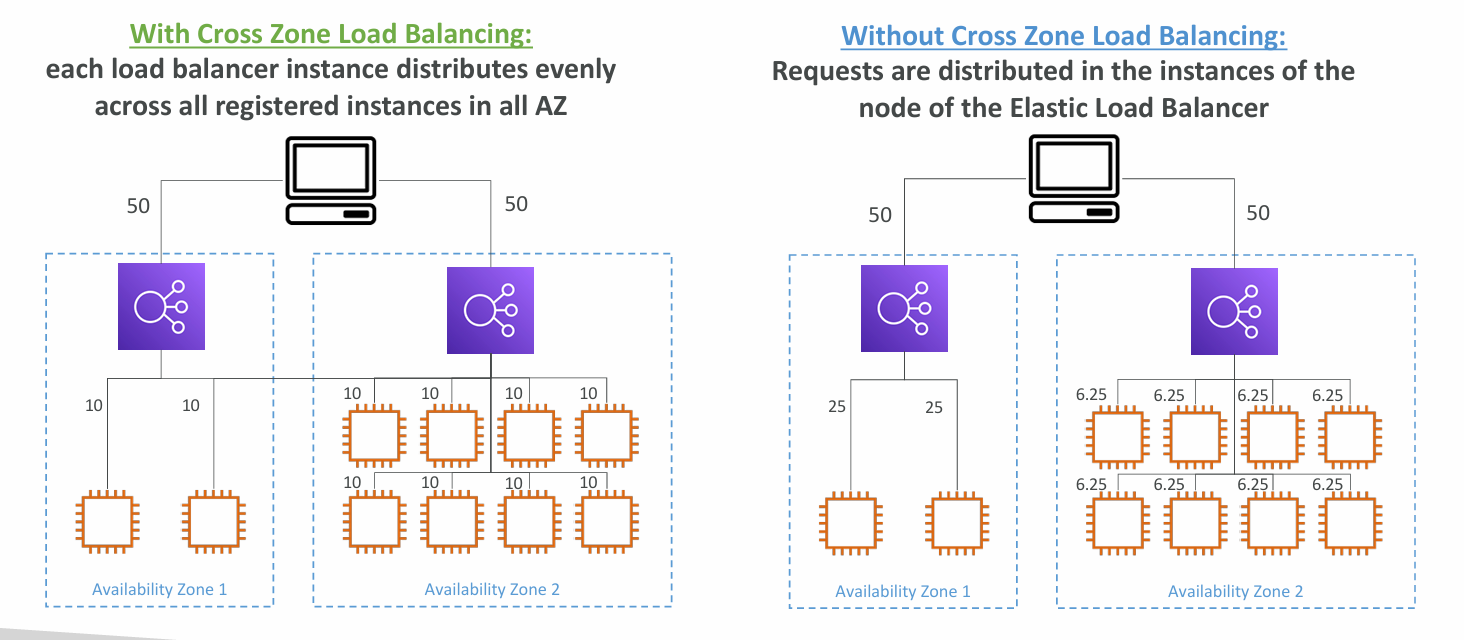 With Cross Zone Load Balancing:
each load balancer instance distributes evenly
across all registered instances in all AZ
50
50
10
10
10
10
10
10
10
10
10
10
Availability Zone 1
Availability Zone 2
Without Cross Zone Load Balancing:
Requests are distributed in the instances of the
node of the Elastic Load Balancer
50
50
25
25
6.25
6.25
6.25
6.25
6.25
6.25
6.25
6.25
Availability Zone 1
Availability Zone 2